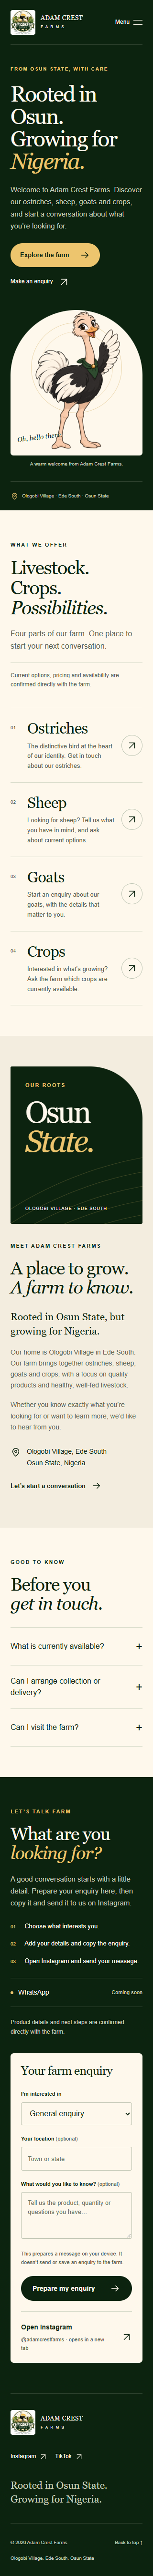 ADAM CREST
FARMS
Menu
FROM OSUN STATE, WITH CARE
Rooted in
Osun.
Growing for
Nigeria.
Welcome to Adam Crest Farms. Discover
our ostriches, sheep, goats and crops,
and start a conversation about what
you're looking for.
Explore the farm
Make an enquiry
Oh, hello there.
A warm welcome from Adam Crest Farms.
Ologobi Village · Ede South · Osun State
WHAT WE OFFER
Livestock.
Crops.
Possibilities.
Four parts of our farm. One place to
start your next conversation.
Current options, pricing and availability are
confirmed directly with the farm.
01
Ostriches
The distinctive bird at the heart
of our identity. Get in touch
about our ostriches.
02
Sheep
Looking for sheep? Tell us what
you have in mind, and ask
about current options.
03
Goats
Start an enquiry about our
goats, with the details that
matter to you.
04
Crops
Interested in what's growing?
Ask the farm which crops are
currently available.
OUR ROOTS
Osun
State.
OLOGOBI VILLAGE · EDE SOUTH
MEET ADAM CREST FARMS
A place to grow.
A farm to know.
Rooted in Osun State, but
growing for Nigeria.
Our home is Ologobi Village in Ede South.
Our farm brings together ostriches, sheep,
goats and crops, with a focus on quality
products and healthy, well-fed livestock.
Whether you know exactly what you're
looking for or want to learn more, we'd like
to hear from you.
Ologobi Village, Ede South
Osun State, Nigeria
Let's start a conversation
GOOD TO KNOW
Before you
get in touch.
What is currently available?
Can I arrange collection or
delivery?
Can I visit the farm?
LET'S TALK FARM
What are you
looking for?
A good conversation starts with a little
detail. Prepare your enquiry here, then
copy it and send it to us on Instagram.
01 Choose what interests you.
02 Add your details and copy the enquiry.
03 Open Instagram and send your message.
WhatsApp
Coming soon
Product details and next steps are confirmed
directly with the farm.
Your farm enquiry
I'm interested in
General enquiry
Your location (optional)
Town or state
What would you like to know? (optional)
Tell us the product, quantity or
questions you have...
This prepares a message on your device. It
doesn't send or save an enquiry to the farm.
Prepare my enquiry
Open Instagram
@adamcrestfarms · opens in a new
tab
ADAM CREST
FARMS
Instagram
TikTok
Rooted in Osun State.
Growing for Nigeria.
© 2026 Adam Crest Farms
Back to top ↑
Ologobi Village, Ede South, Osun State